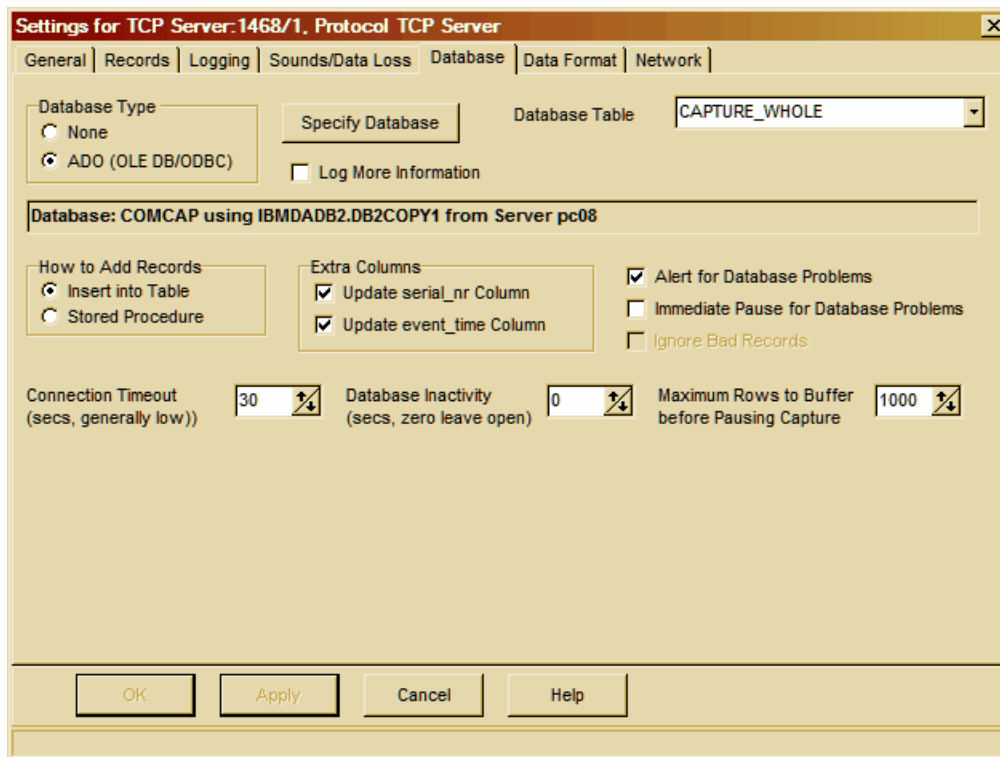 Settings for TCP Server:1468/1, Protocol TCP Server
General Records Logging Sounds/Data Loss Database Data Format Network
Database Type
None
ADO (OLE DB/ODBC)
Specify Database
Log More Information
Database Table
CAPTURE_WHOLE
Database: COMCAP using IBMDADB2.DB2COPY1 from Server pc08
How to Add Records
Insert into Table
Stored Procedure
Extra Columns
Update serial_nr Column
Update event_time Column
Alert for Database Problems
Immediate Pause for Database Problems
Ignore Bad Records
Connection Timeout
(secs, generally low))
30
Database Inactivity
(secs, zero leave open)
0
Maximum Rows to Buffer
before Pausing Capture
1000
OK Apply Cancel Help